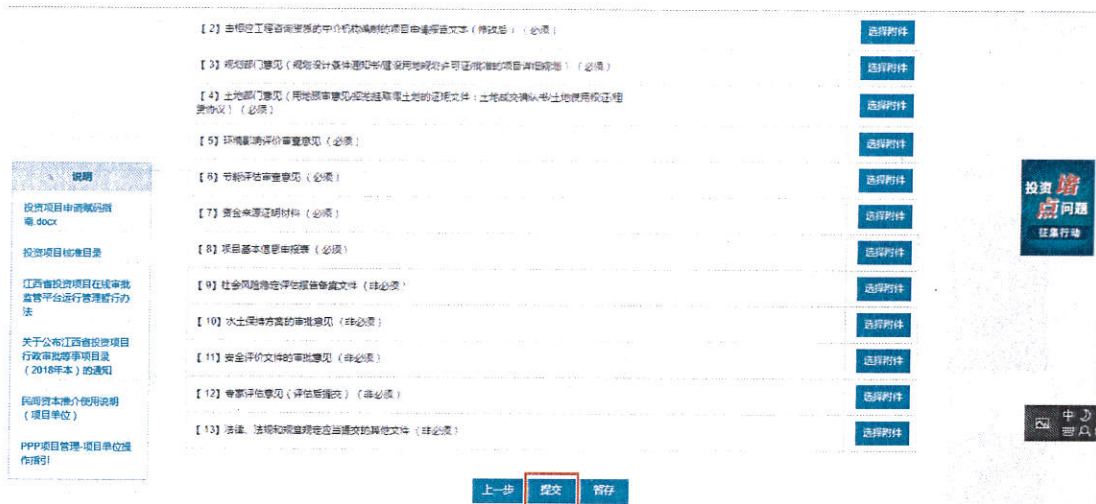 【2】由相应工程咨询资质的中介机构编制的项目申请报告文本（修改后）（必须）
选择附件
【3】规划部门意见（规划设计条件通知书/建设用地规划许可证/批准的项目详细规划）（必须）
选择附件
【4】土地部门意见（用地预审意见/招拍挂取得土地的证明文件：土地成交确认书/土地使用权证/租
赁协议）（必须）
选择附件
【5】环境影响评价审查意见（必须）
选择附件
【6】节能评估审查意见（必须）
选择附件
【7】资金来源证明材料（必须）
选择附件
【8】项目基本信息申报表（必须）
选择附件
【9】社会风险稳定评估报告备案文件（非必须）
选择附件
【10】水土保持方案的审批意见（非必须）
选择附件
【11】安全评价文件的审批意见（非必须）
选择附件
【12】专家评估意见（评估后提交）（非必须）
选择附件
【13】法律、法规和规章规定应当提交的其他文件（非必须）
选择附件
上一步
提交
暂存
说明
投资项目申请赋码指
南.docx
投资项目核准目录
江西省投资项目在线审批
监管平台运行管理暂行办
法
关于公布江西省投资项目
行政审批等事项目录
（2018年本）的通知
民间资本推介使用说明
（项目单位）
PPP项目管理-项目单位操
作指引
投资堵
点问题
征集行动
中